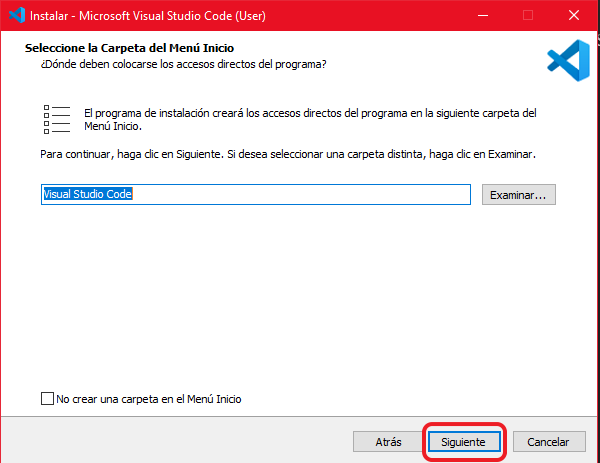 Instalar - Microsoft Visual Studio Code (User)
Seleccione la Carpeta del Menú Inicio
¿Dónde deben colocarse los accesos directos del programa?
El programa de instalación creará los accesos directos del programa en la siguiente carpeta del
Menú Inicio.
Para continuar, haga clic en Siguiente. Si desea seleccionar una carpeta distinta, haga clic en Examinar.
Visual Studio Code
Examinar...
No crear una carpeta en el Menú Inicio
Atrás
Siguiente
Cancelar